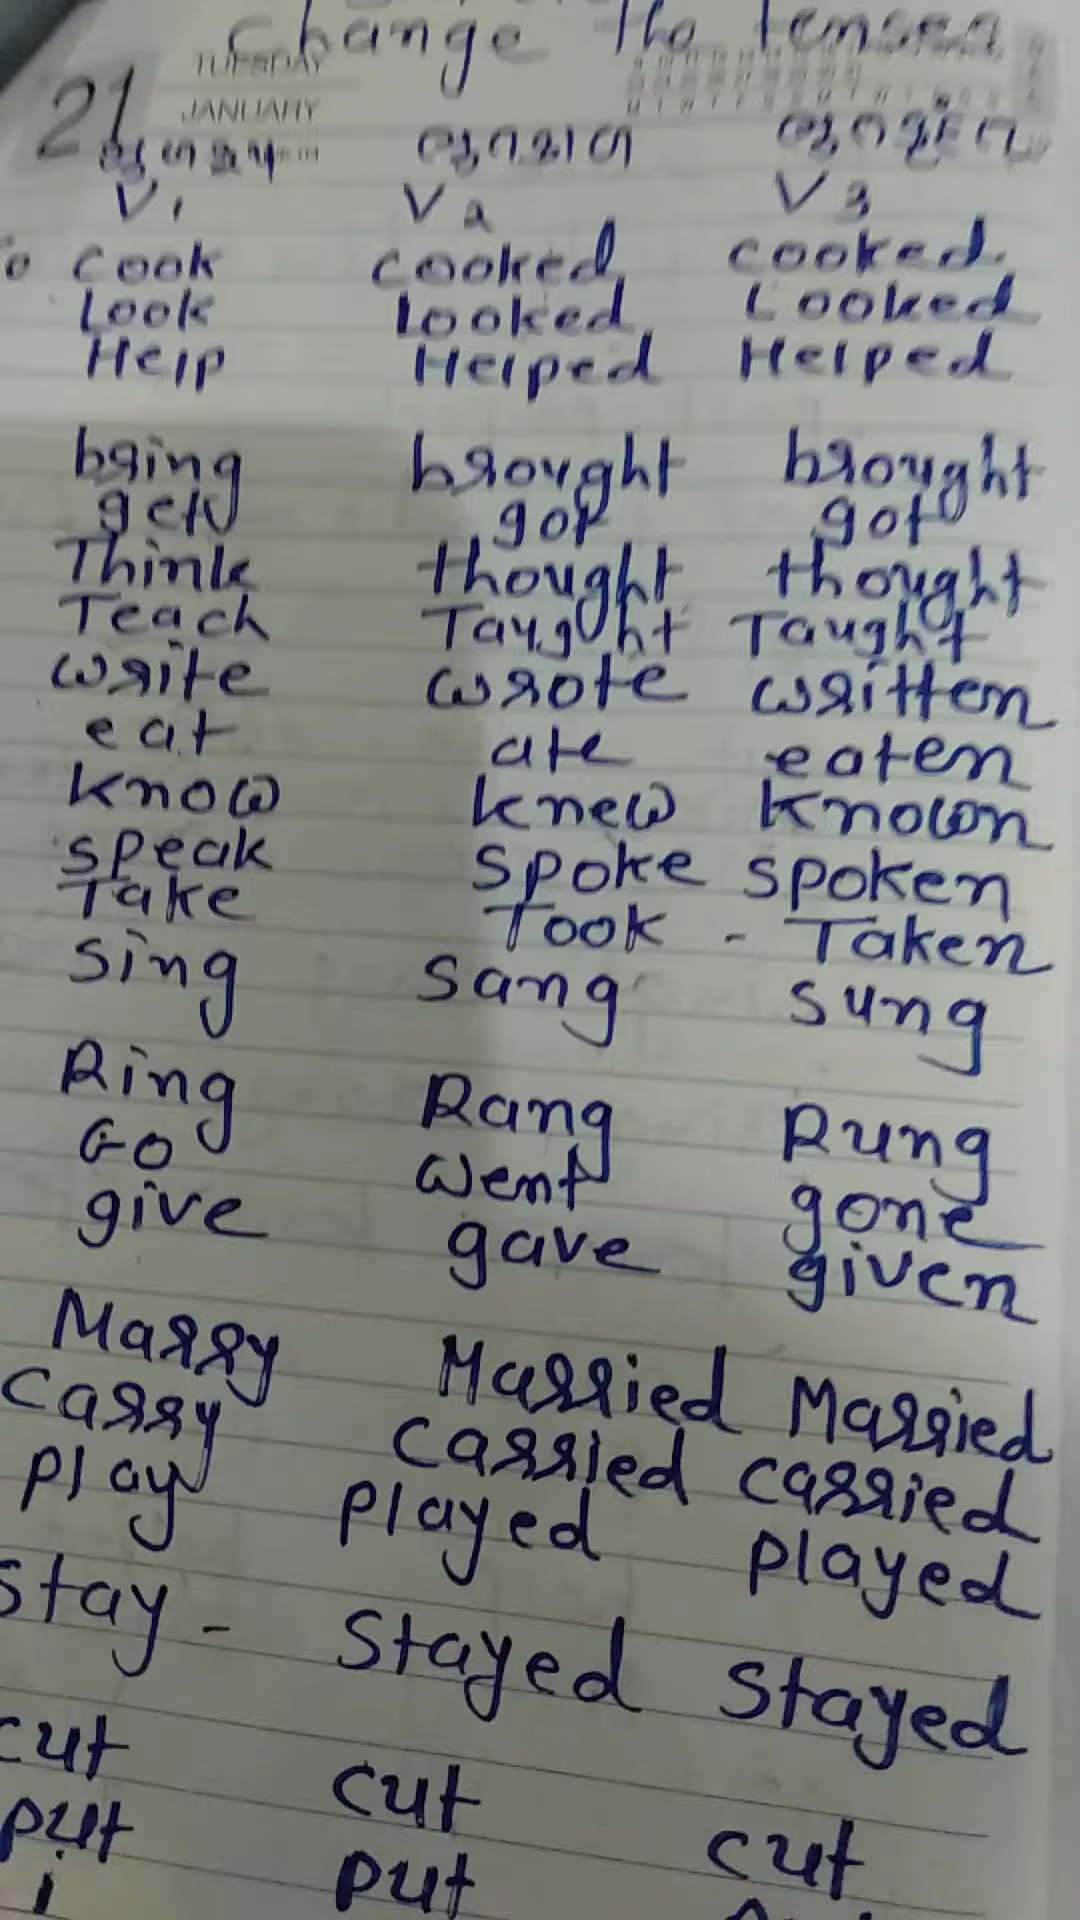 Change the tenses
TUESDAY
21 JANUARY
V1 V2 V3
To cook cooked cooked.
Look looked Looked
Help Helped Helped
bring brought brought
get got got
Think thought thought
Teach Taught Taught
write wrote written
eat ate eaten
know knew known
speak spoke spoken
Take Took - Taken
Sing Sang Sung
Ring Rang Rung
Go went gone
give gave given
Marry Married Married
Carry Carried Carried
play played played
stay - stayed stayed
cut cut cut
put put